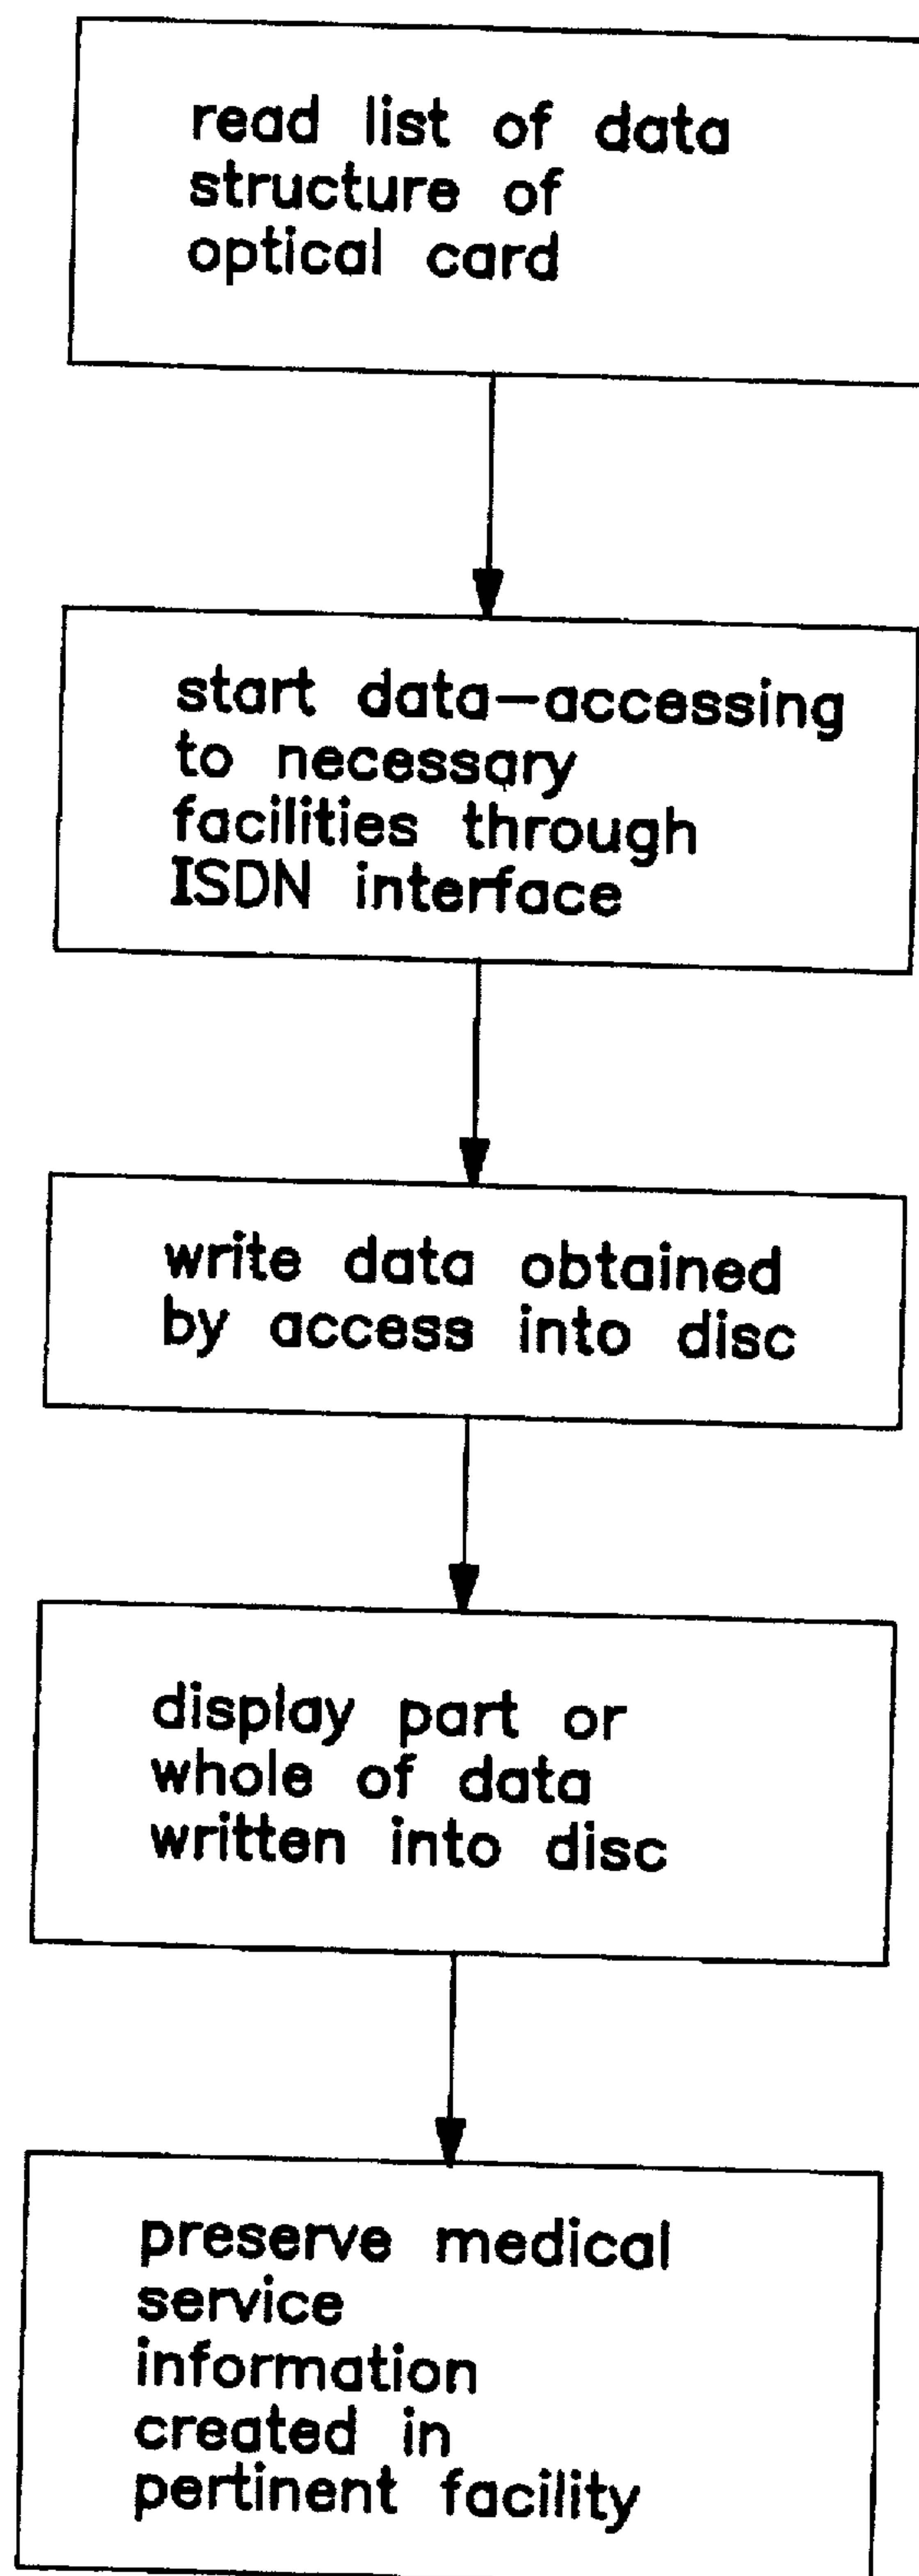 read list of data
structure of
optical card
start data-accessing
to necessary
facilities through
ISDN interface
write data obtained
by access into disc
display part or
whole of data
written into disc
preserve medical
service
information
created in
pertinent facility